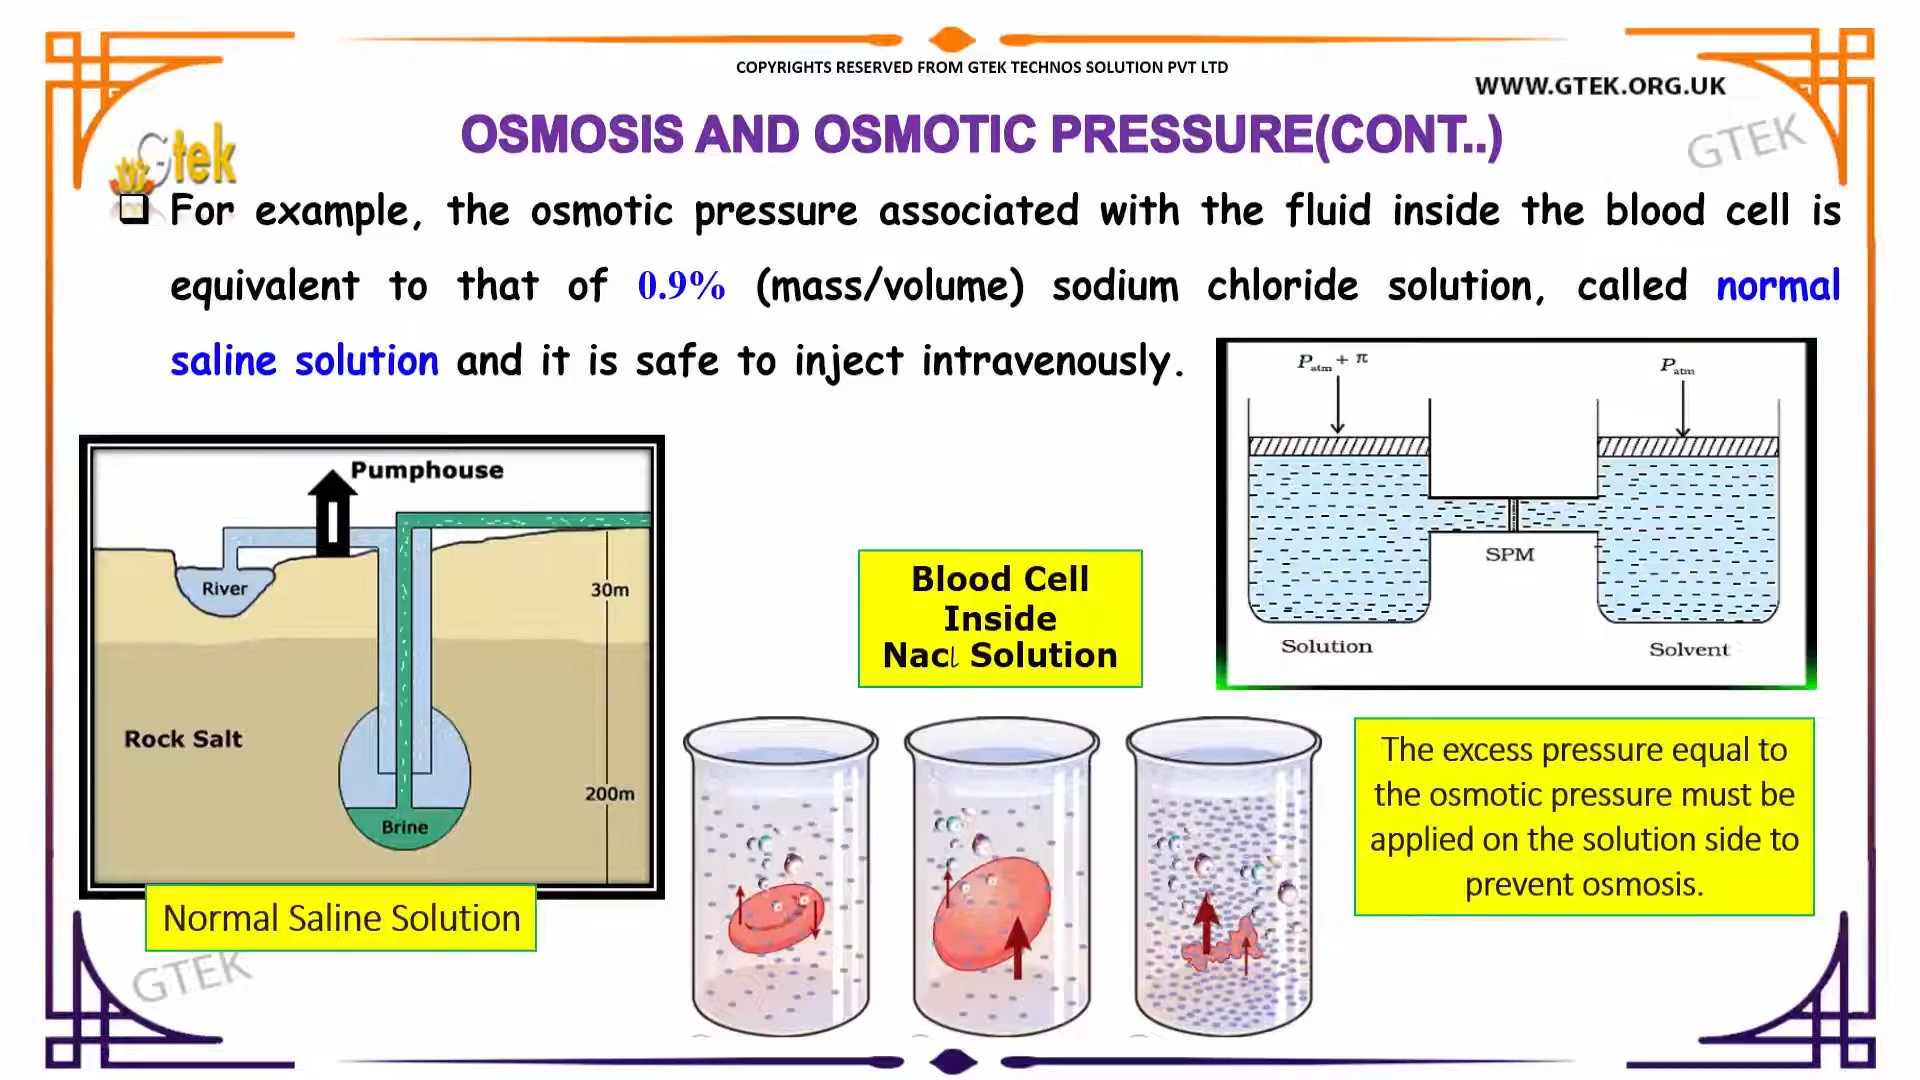 COPYRIGHTS RESERVED FROM GTEK TECHNOS SOLUTION PVT LTD
WWW.GTEK.ORG.UK
OSMOSIS AND OSMOTIC PRESSURE(CONT..)
GTEK
Gtek
For example, the osmotic pressure associated with the fluid inside the blood cell is
equivalent to that of 0.9% (mass/volume) sodium chloride solution, called normal
saline solution and it is safe to inject intravenously.
Patm + π
Patm
SPM
Solution
Solvent
Pumphouse
River
30m
Rock Salt
200m
Brine
Normal Saline Solution
Blood Cell
Inside
Nacl Solution
The excess pressure equal to
the osmotic pressure must be
applied on the solution side to
prevent osmosis.
GTEK